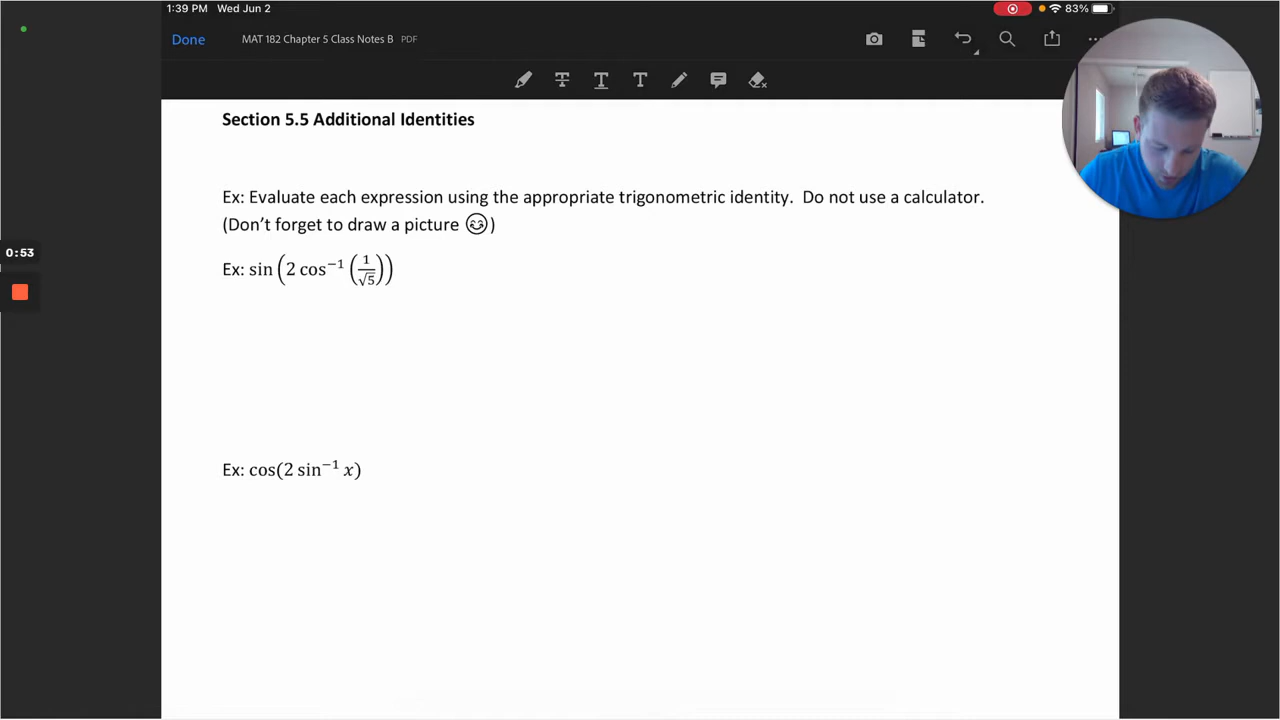 1:39 PM Wed Jun 2
83%
Done MAT 182 Chapter 5 Class Notes B PDF
Section 5.5 Additional Identities
Ex: Evaluate each expression using the appropriate trigonometric identity. Do not use a calculator.
(Don’t forget to draw a picture 😊)
0:53
Ex: sin (2 cos⁻¹ (1/√5))
Ex: cos(2 sin⁻¹ x)